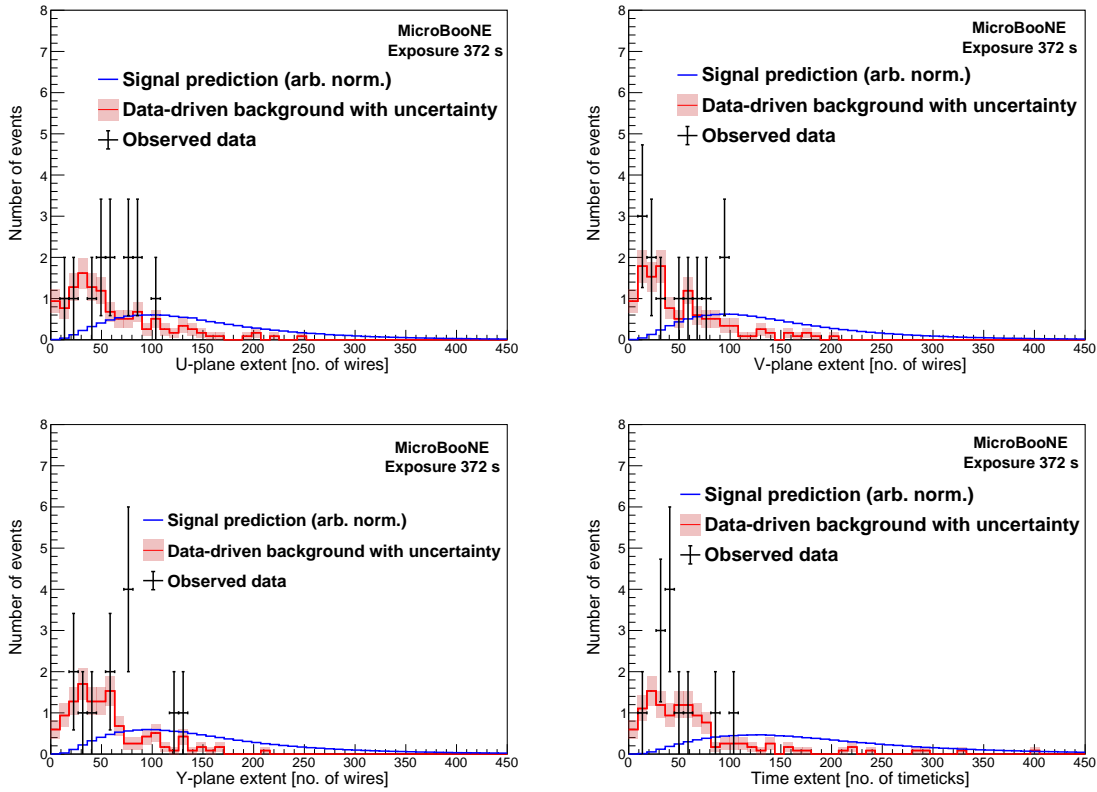 MicroBooNE
Exposure 372 s
Signal prediction (arb. norm.)
Data-driven background with uncertainty
Observed data
Number of events
0 1 2 3 4 5 6 7 8
0 50 100 150 200 250 300 350 400 450
U-plane extent [no. of wires]
MicroBooNE
Exposure 372 s
Signal prediction (arb. norm.)
Data-driven background with uncertainty
Observed data
Number of events
0 1 2 3 4 5 6 7 8
0 50 100 150 200 250 300 350 400 450
V-plane extent [no. of wires]
MicroBooNE
Exposure 372 s
Signal prediction (arb. norm.)
Data-driven background with uncertainty
Observed data
Number of events
0 1 2 3 4 5 6 7 8
0 50 100 150 200 250 300 350 400 450
Y-plane extent [no. of wires]
MicroBooNE
Exposure 372 s
Signal prediction (arb. norm.)
Data-driven background with uncertainty
Observed data
Number of events
0 1 2 3 4 5 6 7 8
0 50 100 150 200 250 300 350 400 450
Time extent [no. of timeticks]